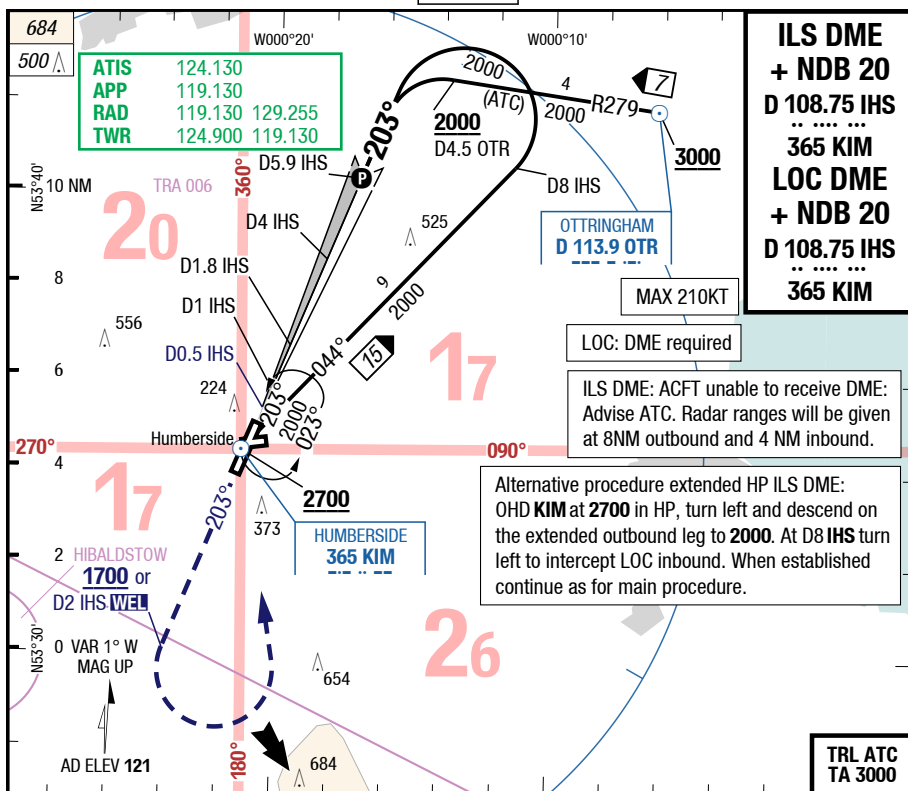 684
500
W000°20'
W000°10'
ATIS 124.130
APP 119.130
RAD 119.130 129.255
TWR 124.900 119.130
ILS DME
+ NDB 20
D 108.75 IHS
365 KIM
LOC DME
+ NDB 20
D 108.75 IHS
365 KIM
2000
4
7
(ATC)
2000
R279
2000
D4.5 OTR
3000
203°
D5.9 IHS
P
360°
N53°40'
10 NM
TRA 006
20
D8 IHS
D4 IHS
525
OTTRINGHAM
D 113.9 OTR
8
D1.8 IHS
9
2000
MAX 210KT
D1 IHS
556
LOC: DME required
D0.5 IHS
044°
15
17
6
224
203°
2000
023°
ILS DME: ACFT unable to receive DME:
Advise ATC. Radar ranges will be given
at 8NM outbound and 4 NM inbound.
Humberside
270°
090°
4
17
203°
2700
373
HUMBERSIDE
365 KIM
Alternative procedure extended HP ILS DME:
OHD KIM at 2700 in HP, turn left and descend on
the extended outbound leg to 2000. At D8 IHS turn
left to intercept LOC inbound. When established
continue as for main procedure.
2
HIBALDSTOW
1700 or
D2 IHS WEL
N53°30'
0
VAR 1° W
MAG UP
26
654
AD ELEV 121
180°
684
TRL ATC
TA 3000